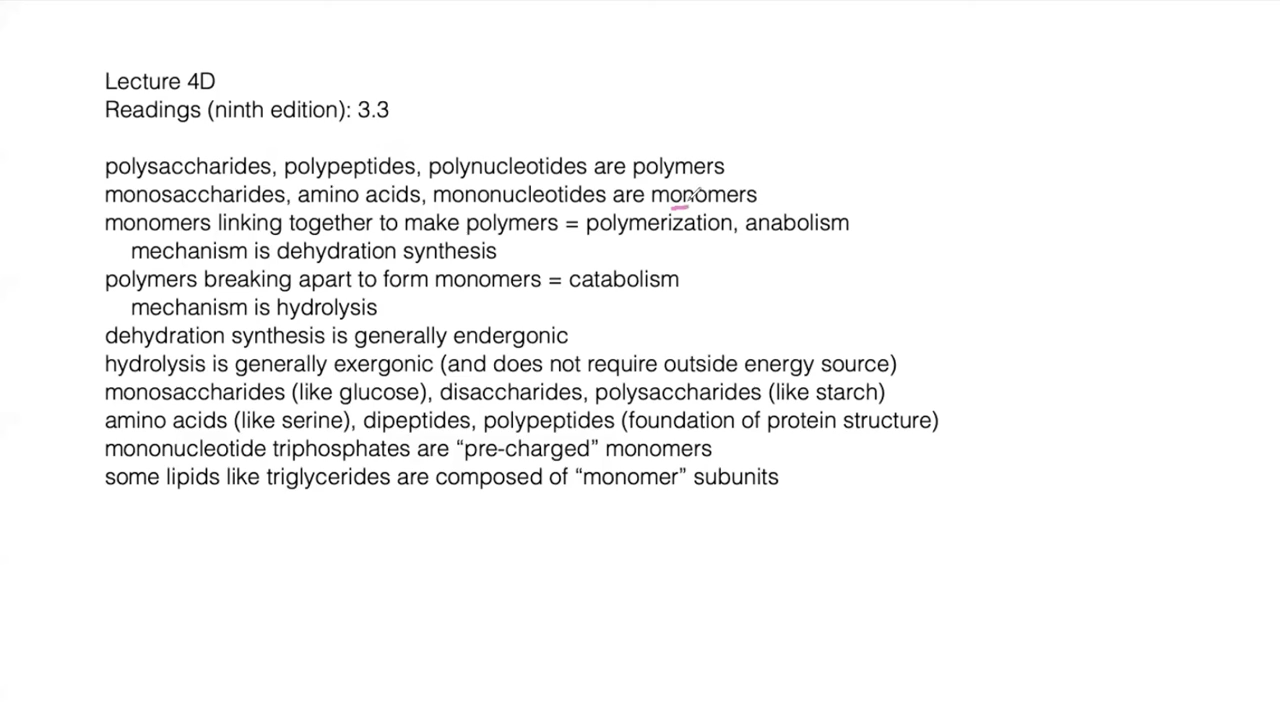 Lecture 4D
Readings (ninth edition): 3.3
polysaccharides, polypeptides, polynucleotides are polymers
monosaccharides, amino acids, mononucleotides are monomers
monomers linking together to make polymers = polymerization, anabolism
mechanism is dehydration synthesis
polymers breaking apart to form monomers = catabolism
mechanism is hydrolysis
dehydration synthesis is generally endergonic
hydrolysis is generally exergonic (and does not require outside energy source)
monosaccharides (like glucose), disaccharides, polysaccharides (like starch)
amino acids (like serine), dipeptides, polypeptides (foundation of protein structure)
mononucleotide triphosphates are “pre-charged” monomers
some lipids like triglycerides are composed of “monomer” subunits